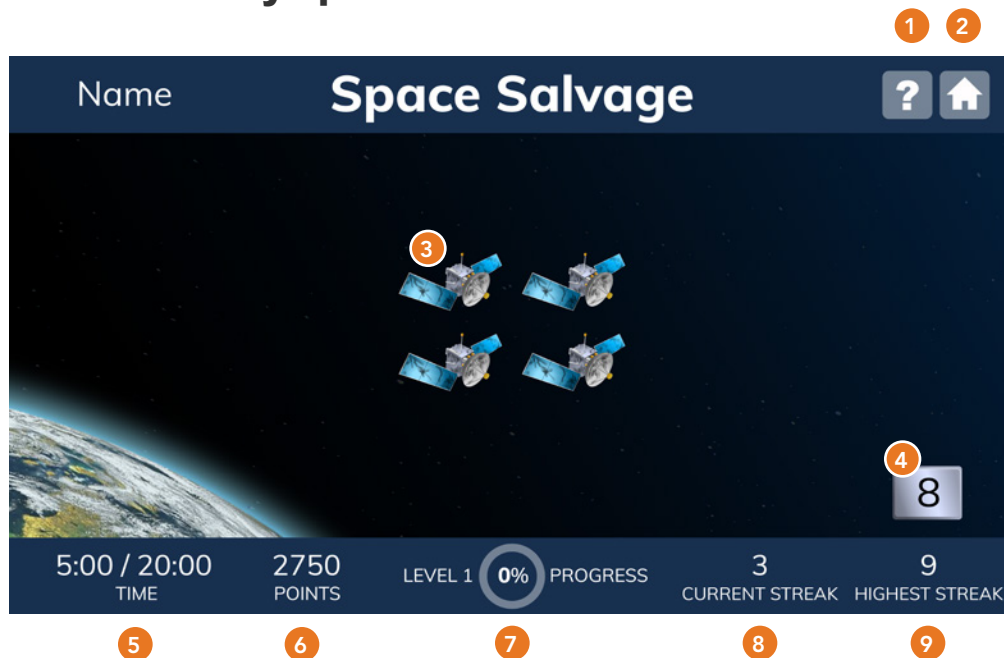 1 2
Name Space Salvage ?
3
4
8
5:00 / 20:00 2750 LEVEL 1 0% PROGRESS 3 9
TIME POINTS CURRENT STREAK HIGHEST STREAK
5 6 7 8 9